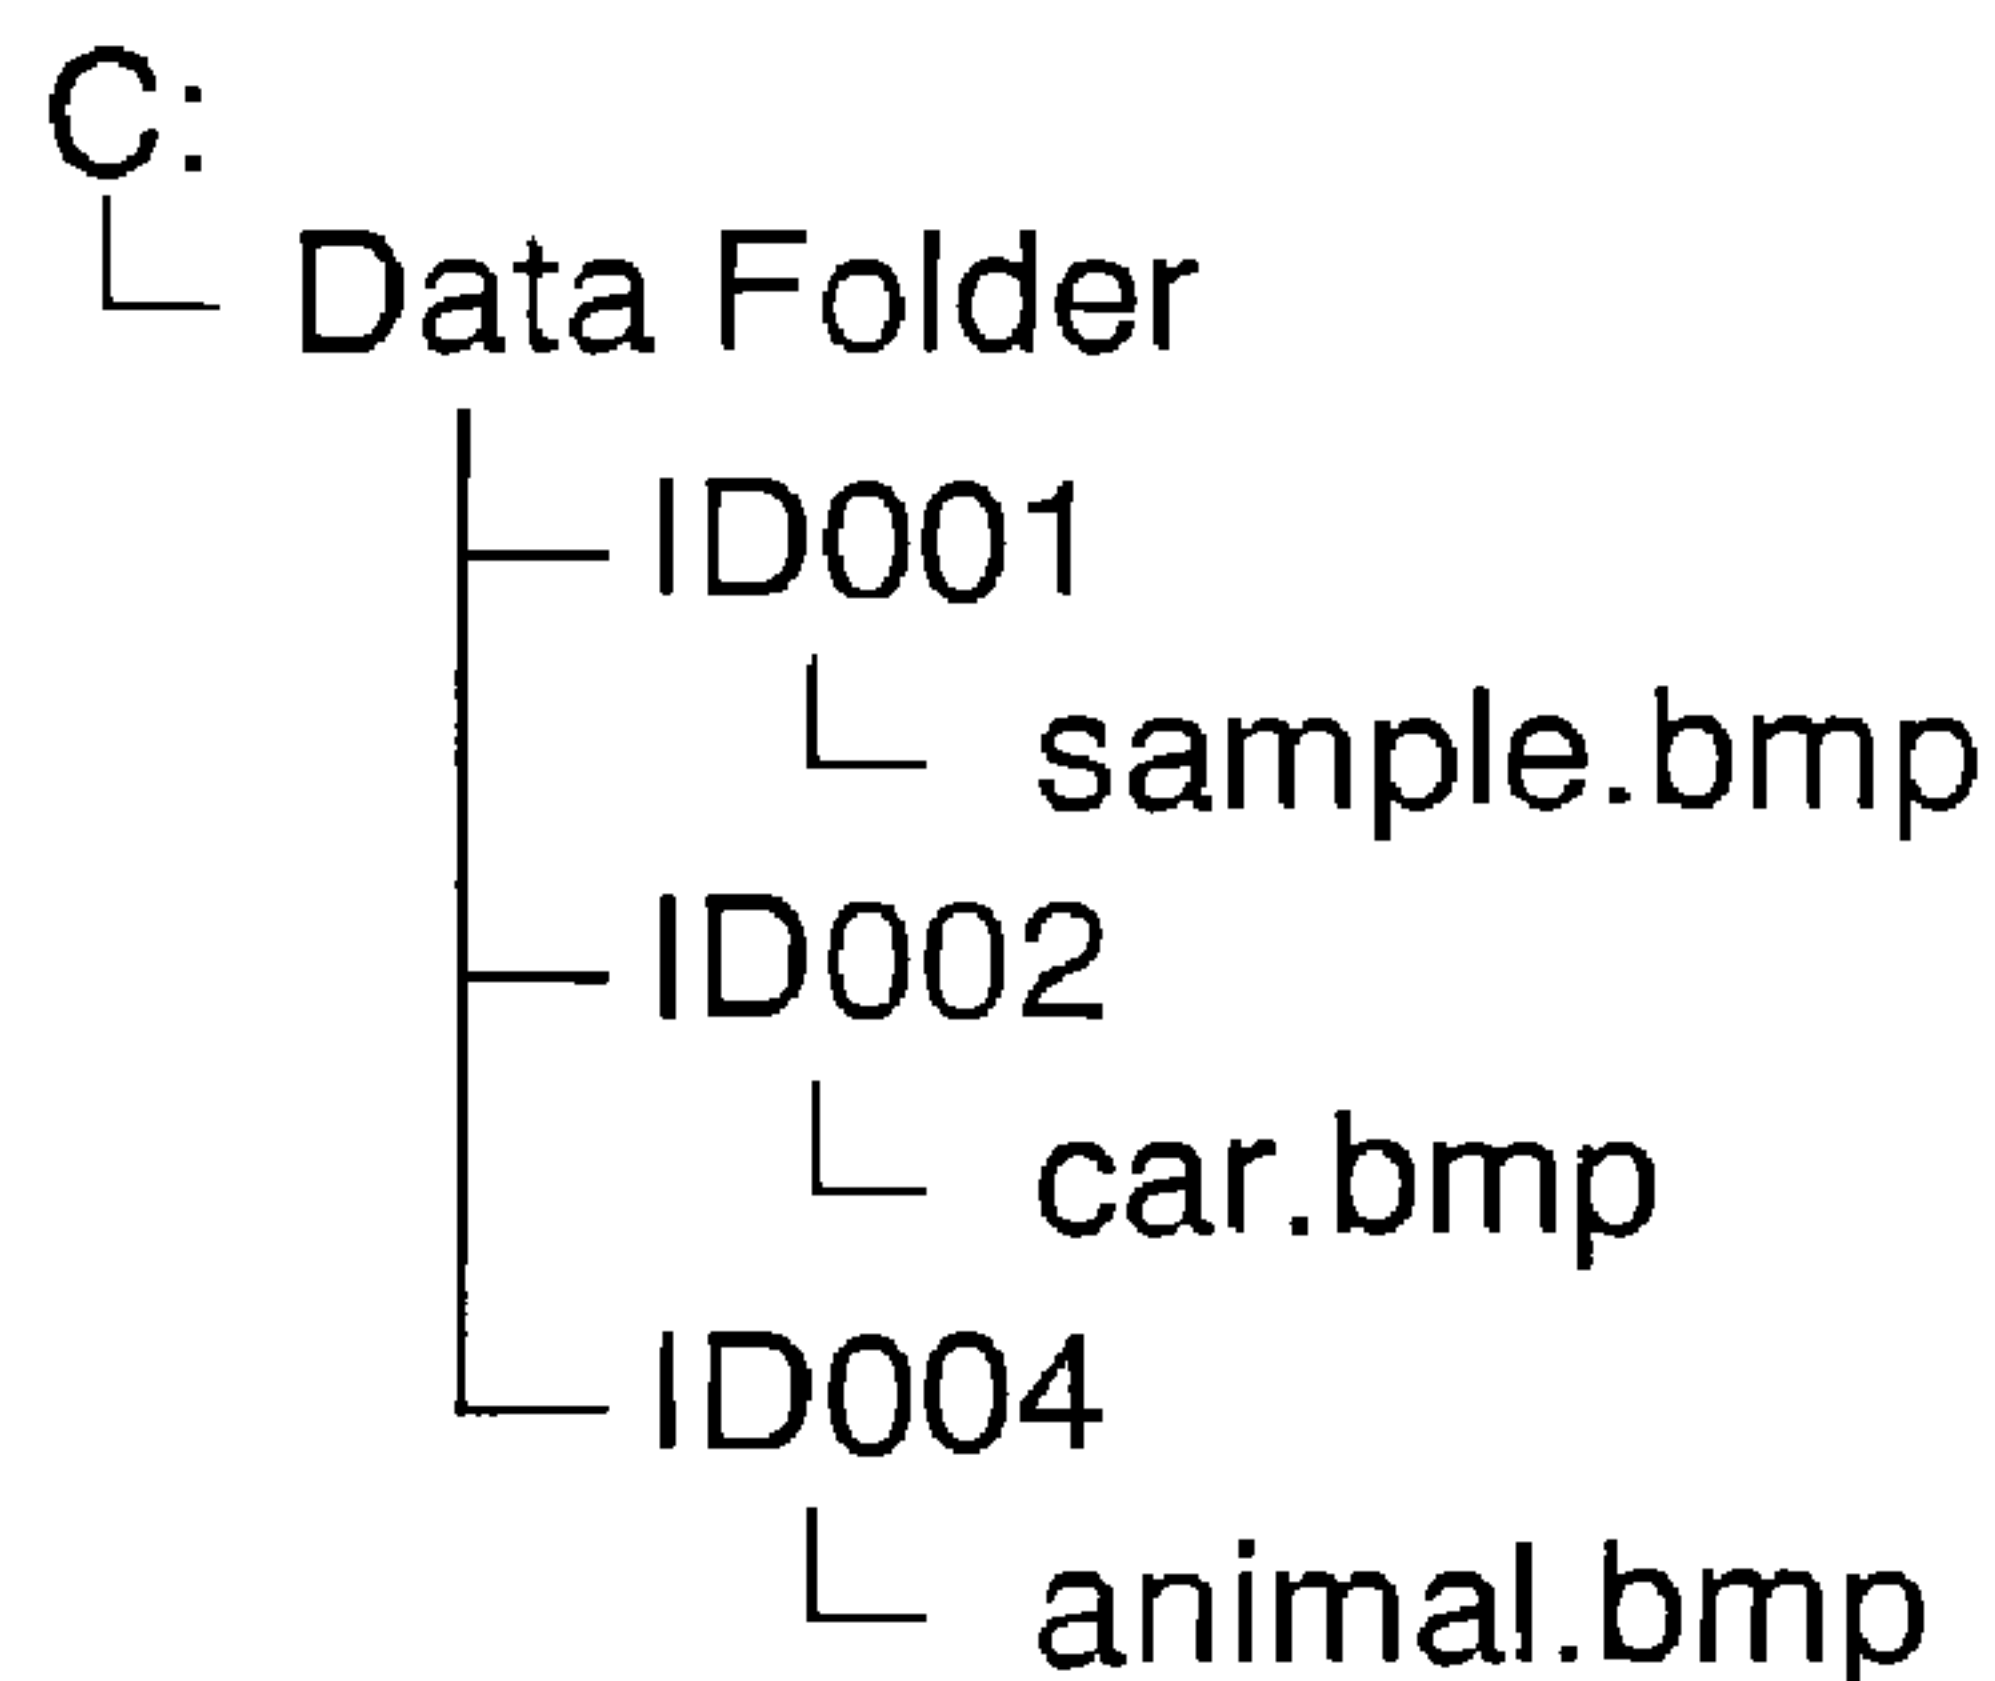 C:
Data Folder
ID001
sample.bmp
ID002
car.bmp
ID004
animal.bmp